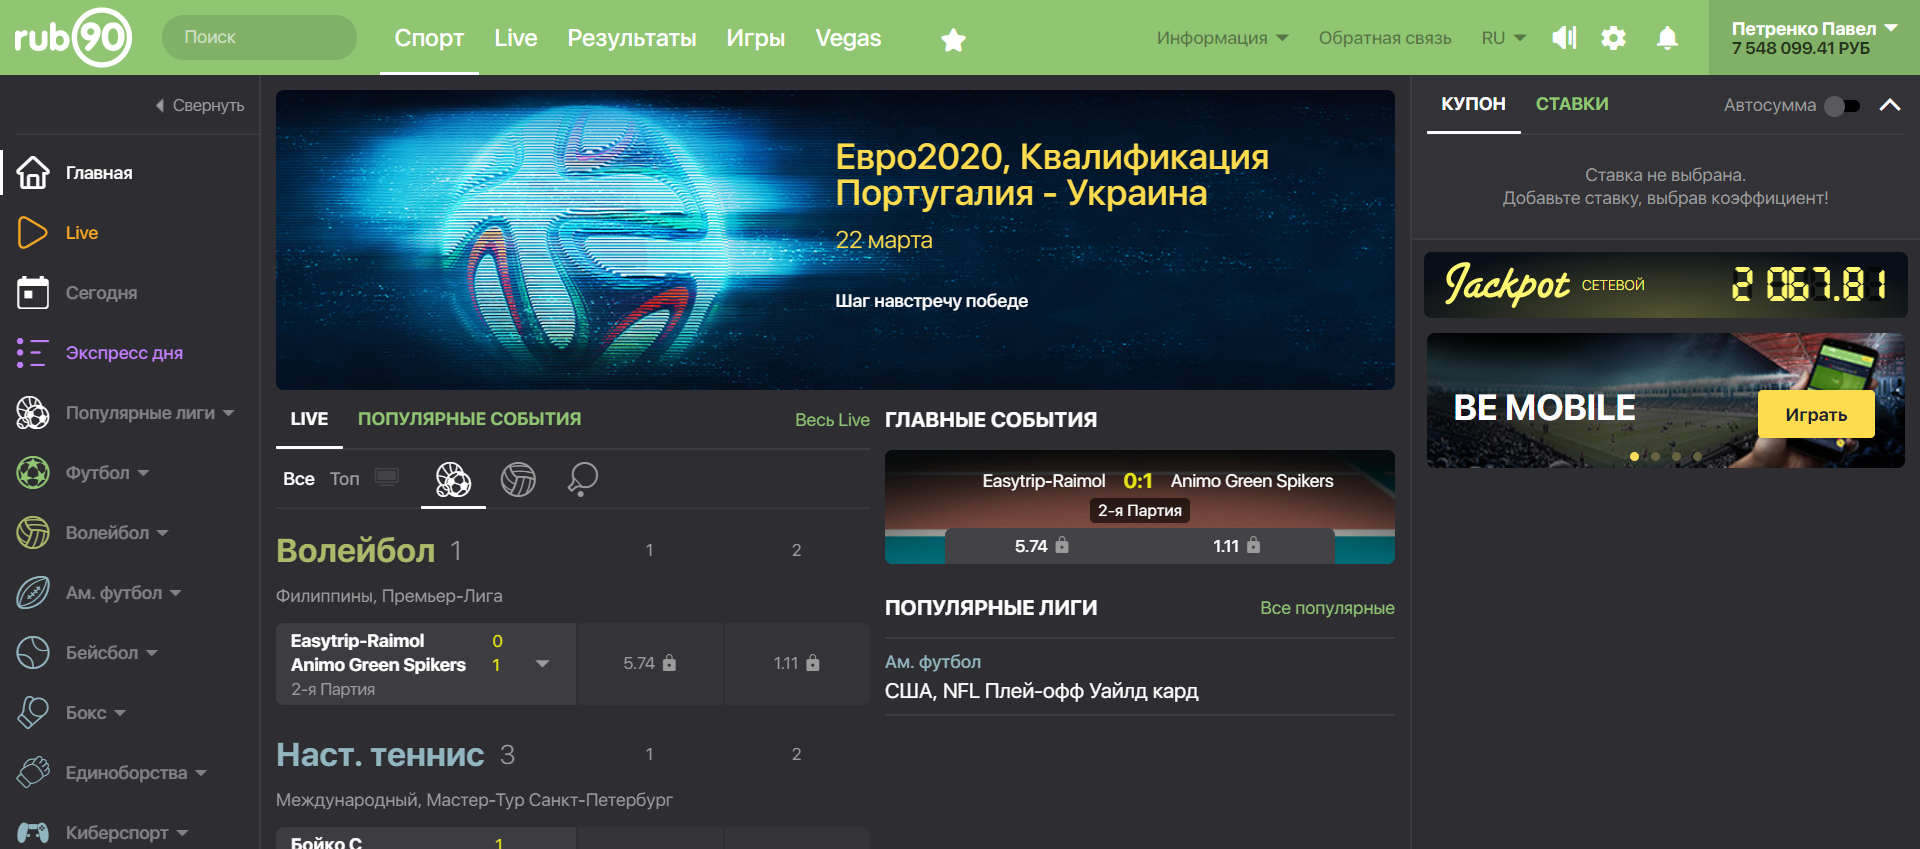 rub90
Поиск
Спорт
Live
Результаты
Игры
Vegas
Информация
Обратная связь
RU
Петренко Павел
7 548 099.41 РУБ
Свернуть
Главная
Live
Сегодня
Экспресс дня
Популярные лиги
Футбол
Волейбол
Ам. футбол
Бейсбол
Бокс
Единоборства
Киберспорт
Евро2020, Квалификация
Португалия - Украина
22 марта
Шаг навстречу победе
LIVE
ПОПУЛЯРНЫЕ СОБЫТИЯ
Весь Live
Все
Топ
Волейбол 1
1
2
Филиппины, Премьер-Лига
Easytrip-Raimol 0
Animo Green Spikers 1
2-я Партия
5.74
1.11
Наст. теннис 3
1
2
Международный, Мастер-Тур Санкт-Петербург
Бойко С 1
ГЛАВНЫЕ СОБЫТИЯ
Easytrip-Raimol 0:1 Animo Green Spikers
2-я Партия
5.74
1.11
ПОПУЛЯРНЫЕ ЛИГИ
Все популярные
Ам. футбол
США, NFL Плей-офф Уайлд кард
КУПОН
СТАВКИ
Автосумма
Ставка не выбрана.
Добавьте ставку, выбрав коэффициент!
Jackpot СЕТЕВОЙ 2 067.81
BE MOBILE
Играть